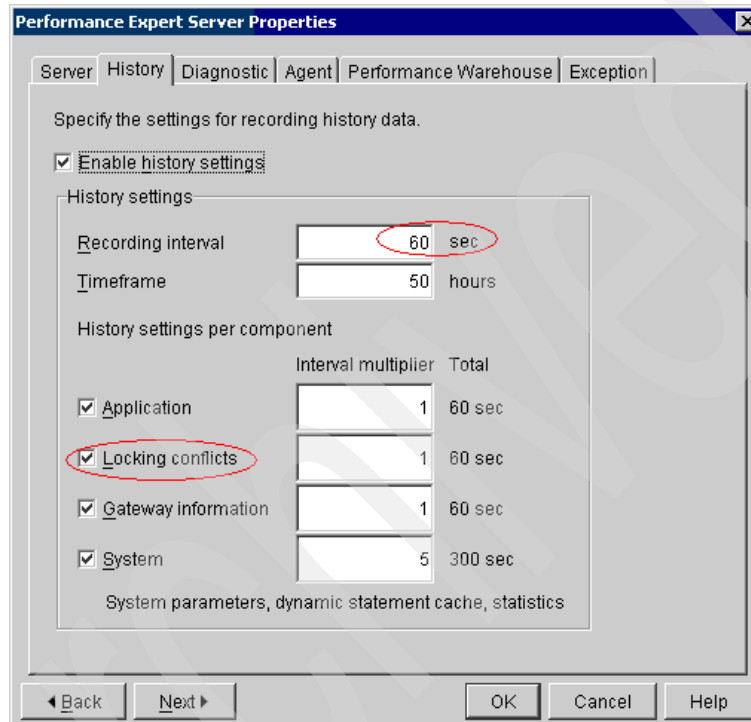 Performance Expert Server Properties
Server History Diagnostic Agent Performance Warehouse Exception
Specify the settings for recording history data.
Enable history settings
History settings
Recording interval 60 sec
Timeframe 50 hours
History settings per component
Interval multiplier Total
Application 1 60 sec
Locking conflicts 1 60 sec
Gateway information 1 60 sec
System 5 300 sec
System parameters, dynamic statement cache, statistics
Back Next OK Cancel Help